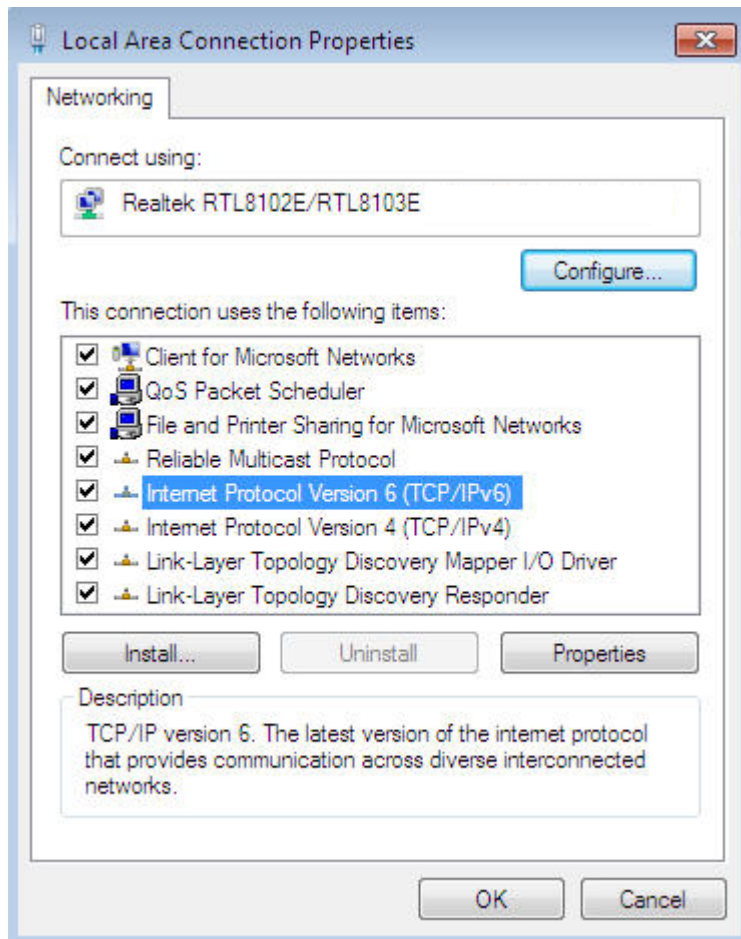 Local Area Connection Properties
Networking
Connect using:
Realtek RTL8102E/RTL8103E
Configure...
This connection uses the following items:
Client for Microsoft Networks
QoS Packet Scheduler
File and Printer Sharing for Microsoft Networks
Reliable Multicast Protocol
Internet Protocol Version 6 (TCP/IPv6)
Internet Protocol Version 4 (TCP/IPv4)
Link-Layer Topology Discovery Mapper I/O Driver
Link-Layer Topology Discovery Responder
Install... Uninstall Properties
Description
TCP/IP version 6. The latest version of the internet protocol
that provides communication across diverse interconnected
networks.
OK Cancel